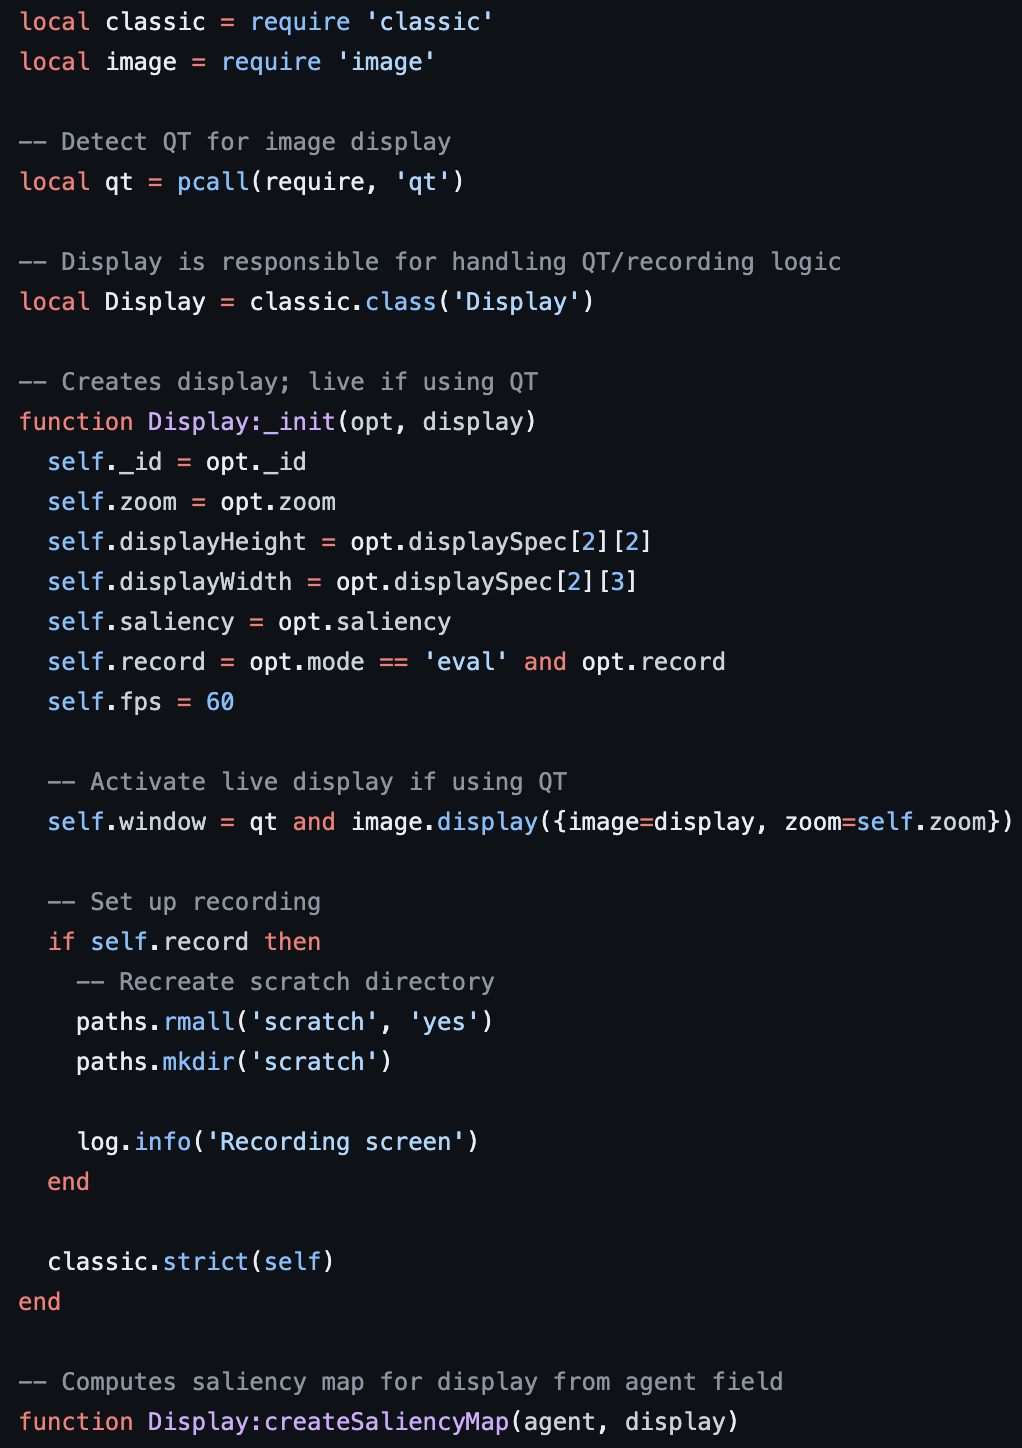 local classic = require 'classic'
local image = require 'image'

-- Detect QT for image display
local qt = pcall(require, 'qt')

-- Display is responsible for handling QT/recording logic
local Display = classic.class('Display')

-- Creates display; live if using QT
function Display:_init(opt, display)
  self._id = opt._id
  self.zoom = opt.zoom
  self.displayHeight = opt.displaySpec[2][2]
  self.displayWidth = opt.displaySpec[2][3]
  self.saliency = opt.saliency
  self.record = opt.mode == 'eval' and opt.record
  self.fps = 60

  -- Activate live display if using QT
  self.window = qt and image.display({image=display, zoom=self.zoom})

  -- Set up recording
  if self.record then
    -- Recreate scratch directory
    paths.rmall('scratch', 'yes')
    paths.mkdir('scratch')

    log.info('Recording screen')
  end

  classic.strict(self)
end

-- Computes saliency map for display from agent field
function Display:createSaliencyMap(agent, display)